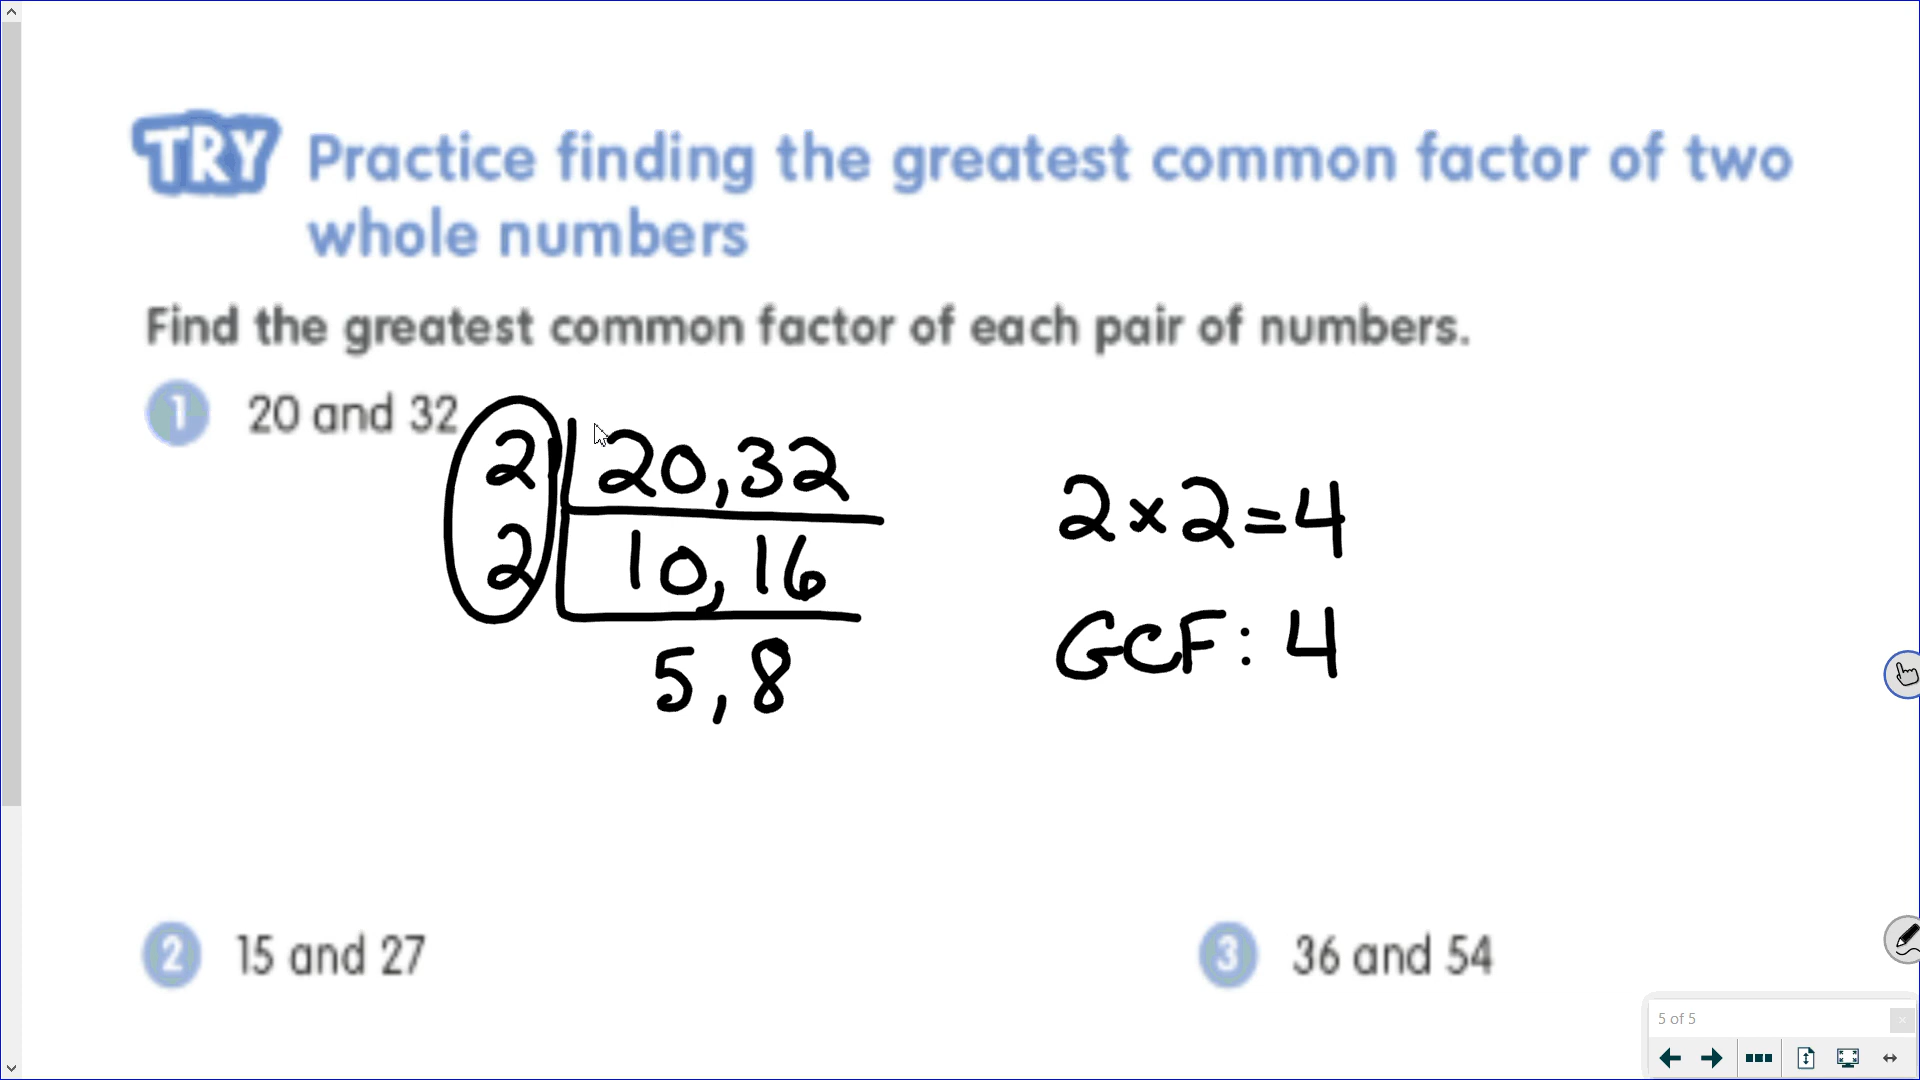 TRY Practice finding the greatest common factor of two
whole numbers
Find the greatest common factor of each pair of numbers.
1 20 and 32
2 20,32
2 10,16
5,8
2×2=4
GCF: 4
2 15 and 27
3 36 and 54
5 of 5